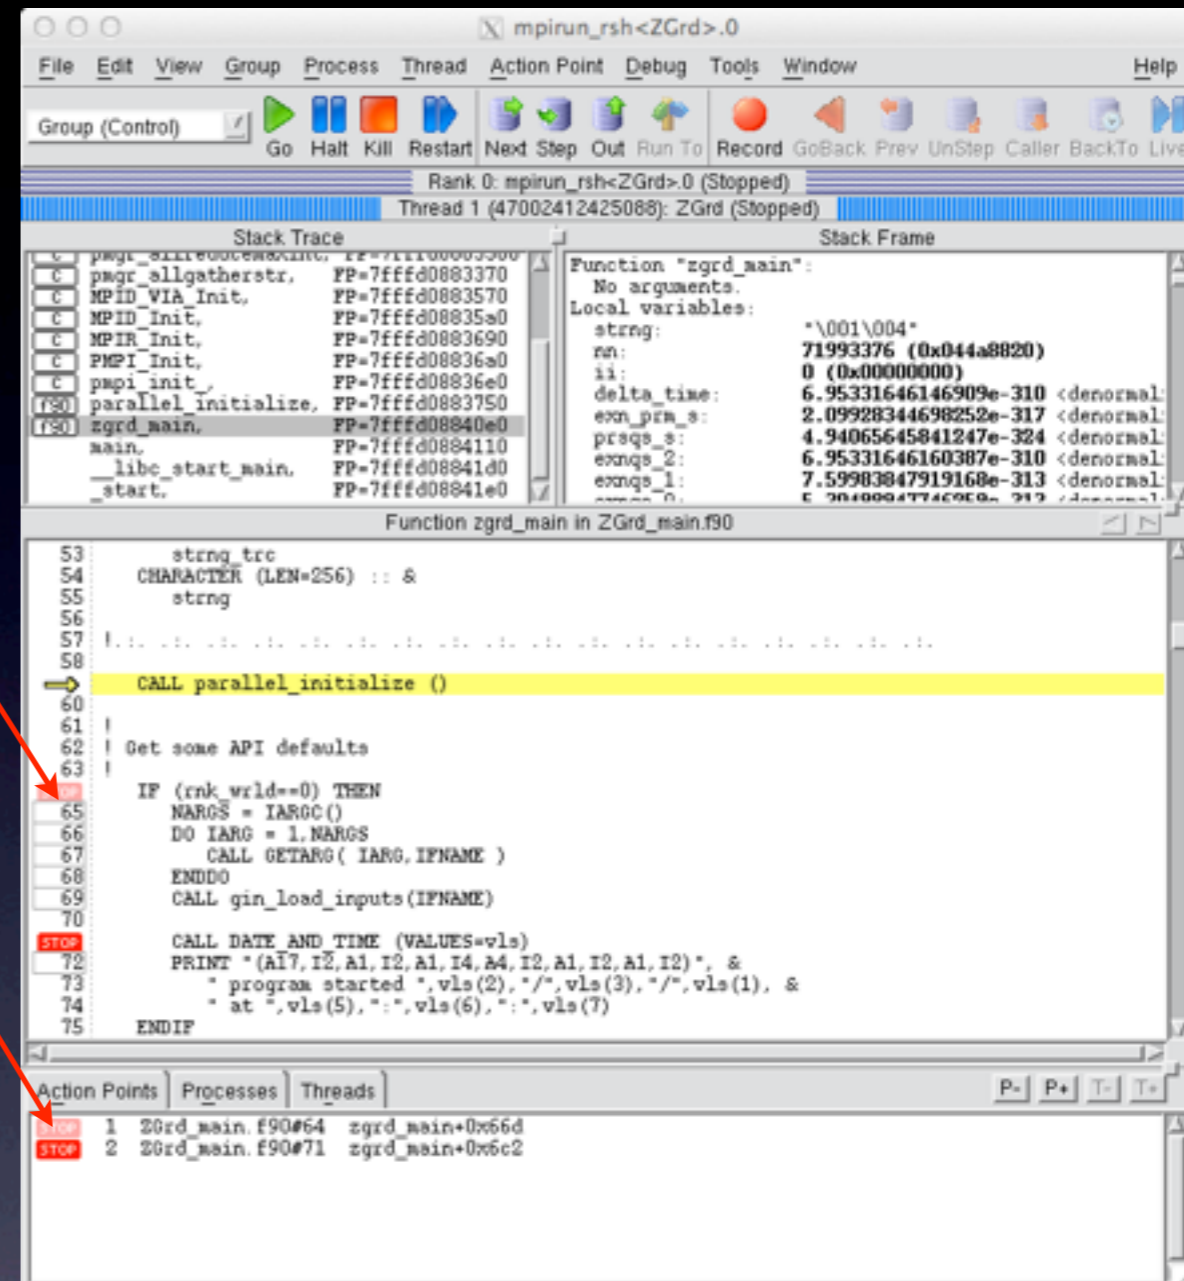 mpirun_rsh<ZGrd>.0
File Edit View Group Process Thread Action Point Debug Tools Window Help
Group (Control)
Go Halt Kill Restart Next Step Out Run To Record GoBack Prev UnStep Caller BackTo Live
Rank 0: mpirun_rsh<ZGrd>.0 (Stopped)
Thread 1 (47002412425088): ZGrd (Stopped)
Stack Trace
C pmgr_allgatherstr, FP=7fffd0883370
C MPID_VIA_Init, FP=7fffd0883570
C MPID_Init, FP=7fffd08835a0
C MPIR_Init, FP=7fffd0883690
C PMPI_Init, FP=7fffd08836a0
C pmpi_init_, FP=7fffd08836e0
f90 parallel_initialize, FP=7fffd0883750
f90 zgrd_main, FP=7fffd08840e0
main, FP=7fffd0884110
__libc_start_main, FP=7fffd08841d0
_start, FP=7fffd08841e0
Stack Frame
Function "zgrd_main":
No arguments.
Local variables:
strng: "\001\004"
nn: 71993376 (0x044a8820)
ii: 0 (0x00000000)
delta_time: 6.95331646146909e-310 <denormal
exn_prm_s: 2.09928344698252e-317 <denormal
prsqs_s: 4.94065645841247e-324 <denormal
exnqs_2: 6.95331646160387e-310 <denormal
exnqs_1: 7.59983847919168e-313 <denormal
Function zgrd_main in ZGrd_main.f90
53 strng_trc
54 CHARACTER (LEN=256) :: &
55 strng
56
57 !.:. .:. .:. .:. .:. .:. .:. .:. .:. .:. .:. .:. .:. .:. .:. .:. .:. .:.
58
CALL parallel_initialize ()
60
61 !
62 ! Get some API defaults
63 !
STOP IF (rnk_wrld==0) THEN
65 NARGS = IARGC()
66 DO IARG = 1,NARGS
67 CALL GETARG( IARG,IFNAME )
68 ENDDO
69 CALL gin_load_inputs(IFNAME)
70
STOP CALL DATE_AND_TIME (VALUES=vls)
72 PRINT "(A17,I2,A1,I2,A1,I4,A4,I2,A1,I2,A1,I2)", &
73 " program started ",vls(2),"/",vls(3),"/",vls(1), &
74 " at ",vls(5),":",vls(6),":",vls(7)
75 ENDIF
Action Points Processes Threads P- P+ T- T+
STOP 1 ZGrd_main.f90#64 zgrd_main+0x66d
STOP 2 ZGrd_main.f90#71 zgrd_main+0x6c2